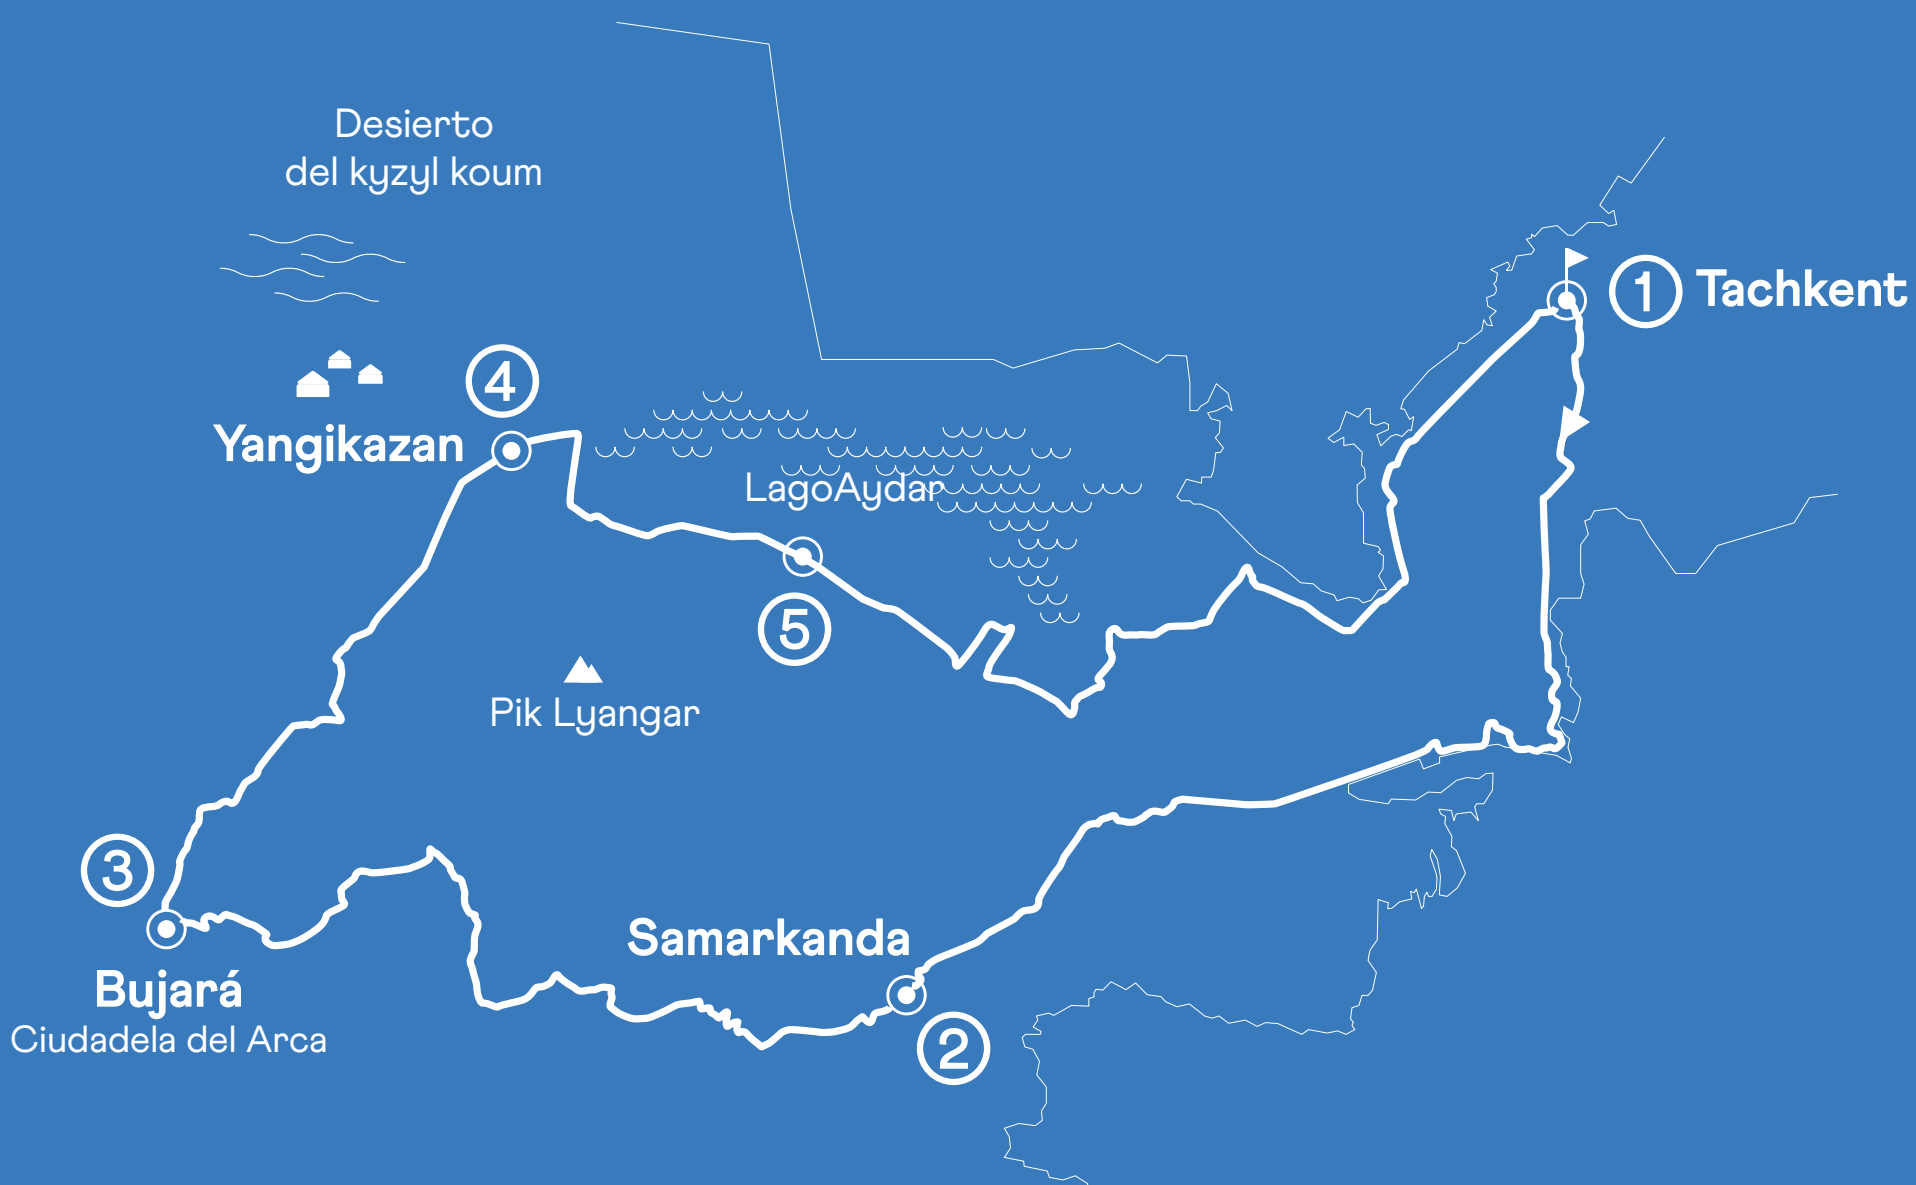 Desierto
del kyzyl koum
1 Tachkent
4
Yangikazan
LagoAydar
5
Pik Lyangar
3
Samarkanda
Bujará
Ciudadela del Arca
2